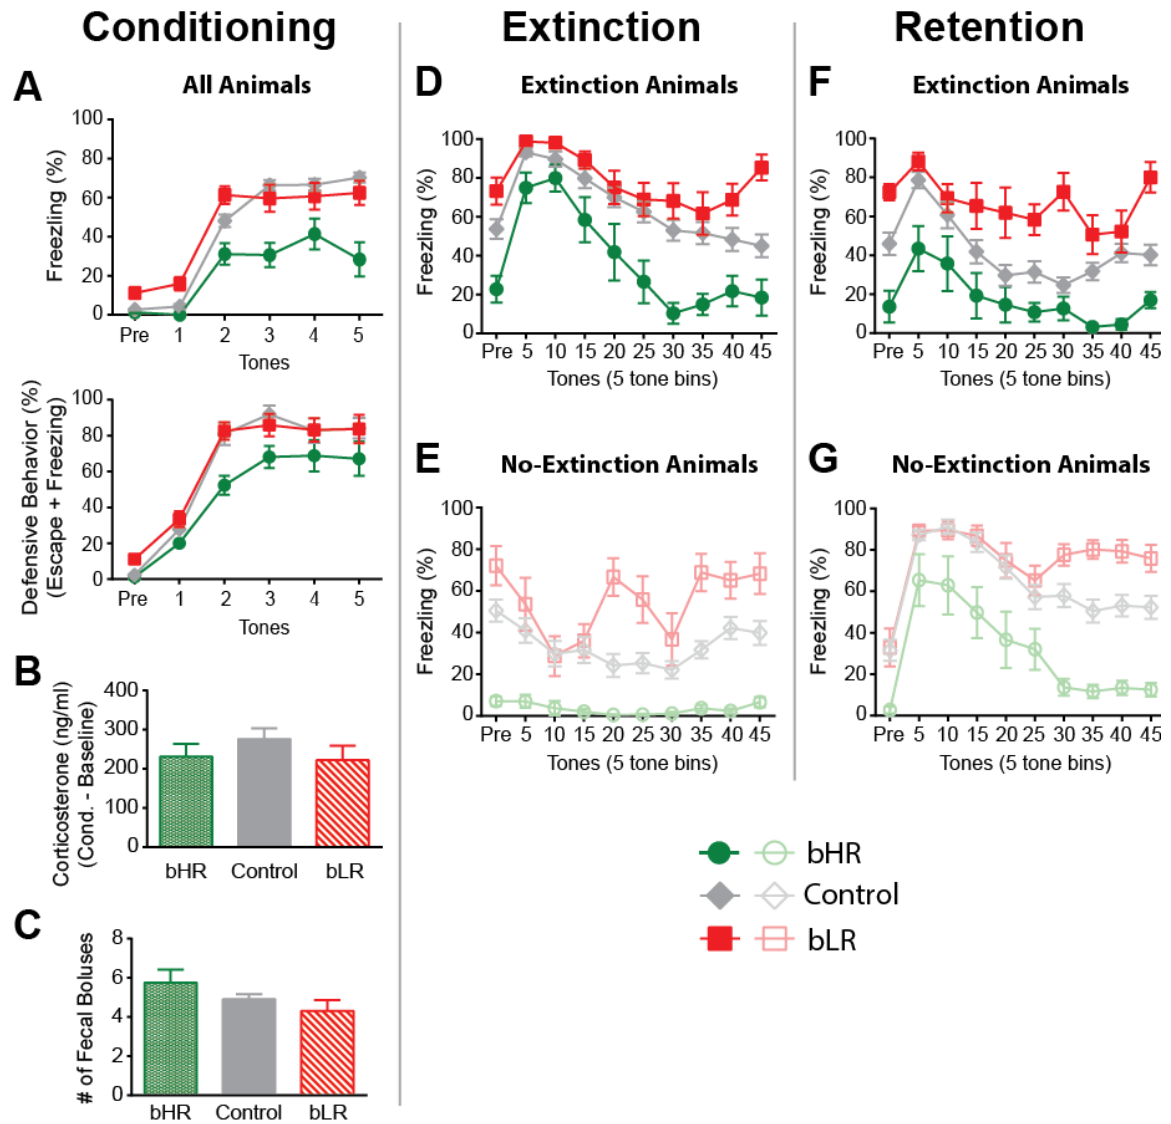 Conditioning
Extinction
Retention
A
All Animals
Freezling (%)
100
80
60
40
20
0
Pre 1 2 3 4 5
Tones
Defensive Behavior (%)
(Escape + Freezing)
100
80
60
40
20
0
Pre 1 2 3 4 5
Tones
B
Corticosterone (ng/ml)
(Cond. - Baseline)
400
300
200
100
0
bHR Control bLR
C
# of Fecal Boluses
8
6
4
2
0
bHR Control bLR
D
Extinction Animals
Freezling (%)
100
80
60
40
20
0
Pre 5 10 15 20 25 30 35 40 45
Tones (5 tone bins)
E
No-Extinction Animals
Freezling (%)
100
80
60
40
20
0
Pre 5 10 15 20 25 30 35 40 45
Tones (5 tone bins)
F
Extinction Animals
Freezling (%)
100
80
60
40
20
0
Pre 5 10 15 20 25 30 35 40 45
Tones (5 tone bins)
G
No-Extinction Animals
Freezling (%)
100
80
60
40
20
0
Pre 5 10 15 20 25 30 35 40 45
Tones (5 tone bins)
bHR
Control
bLR